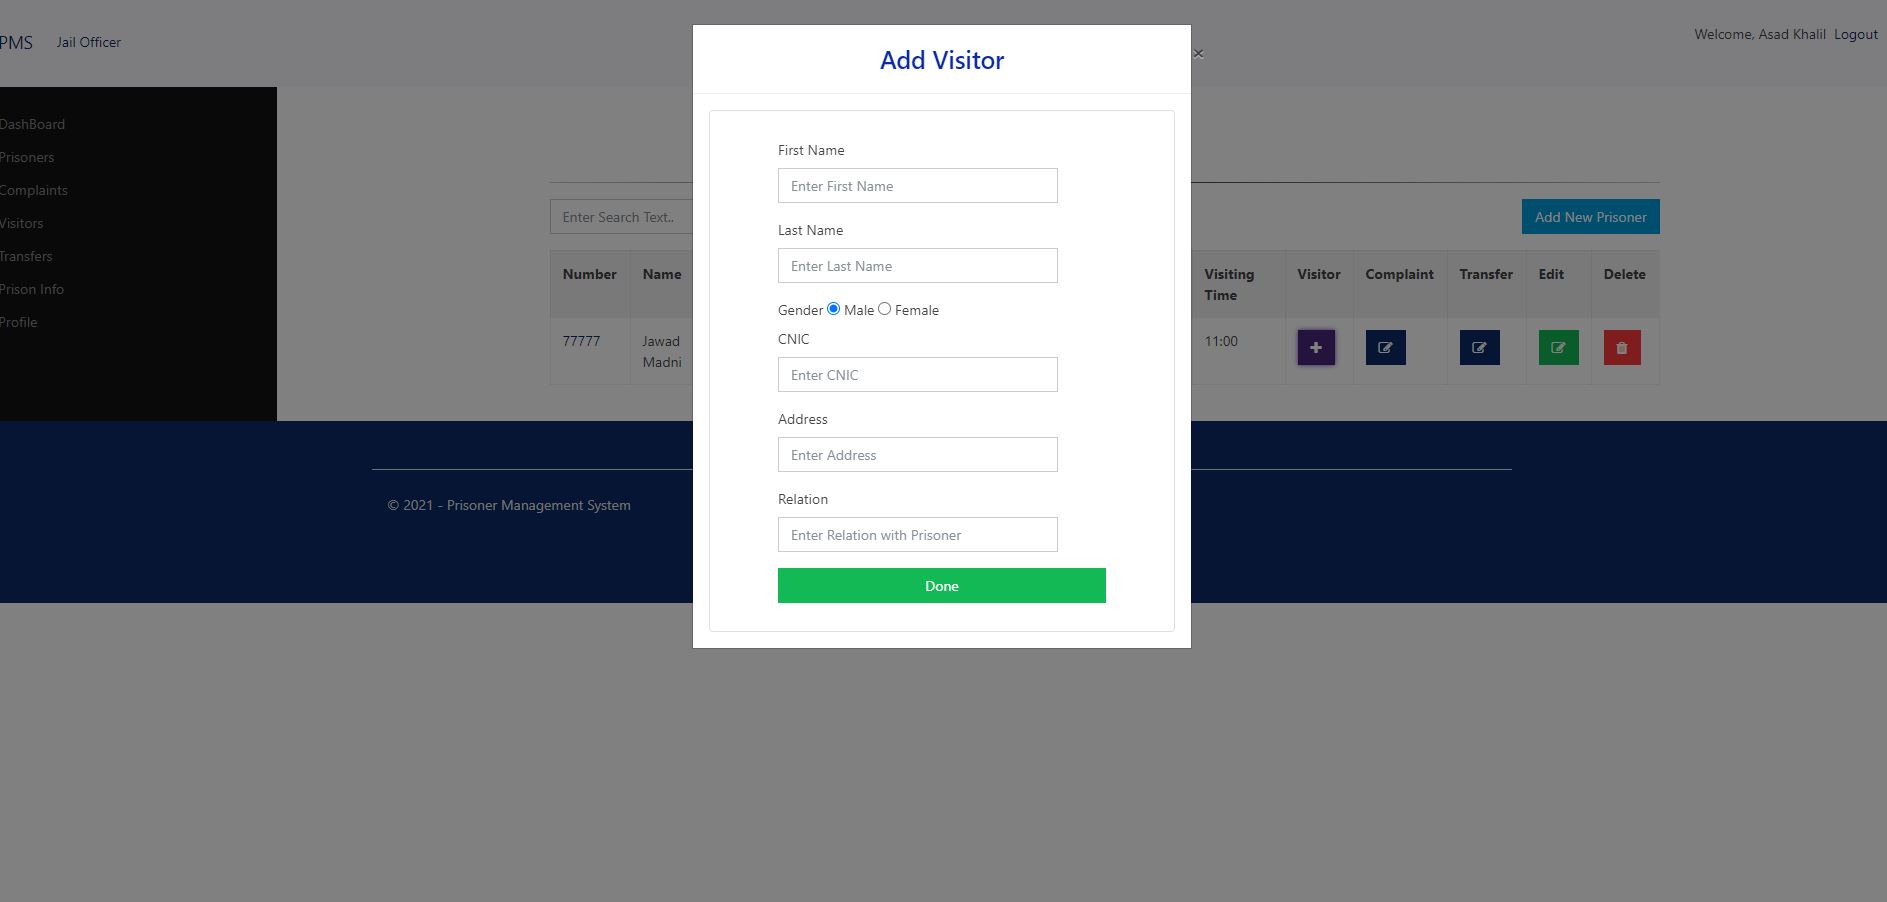 PMS Jail Officer
Welcome, Asad Khalil Logout
DashBoard
Prisoners
Complaints
Visitors
Transfers
Prison Info
Profile
Enter Search Text..
Add New Prisoner
Number Name Visiting Time Visitor Complaint Transfer Edit Delete
77777 Jawad Madni 11:00
Add Visitor
×
First Name
Enter First Name
Last Name
Enter Last Name
Gender Male Female
CNIC
Enter CNIC
Address
Enter Address
Relation
Enter Relation with Prisoner
Done
© 2021 - Prisoner Management System